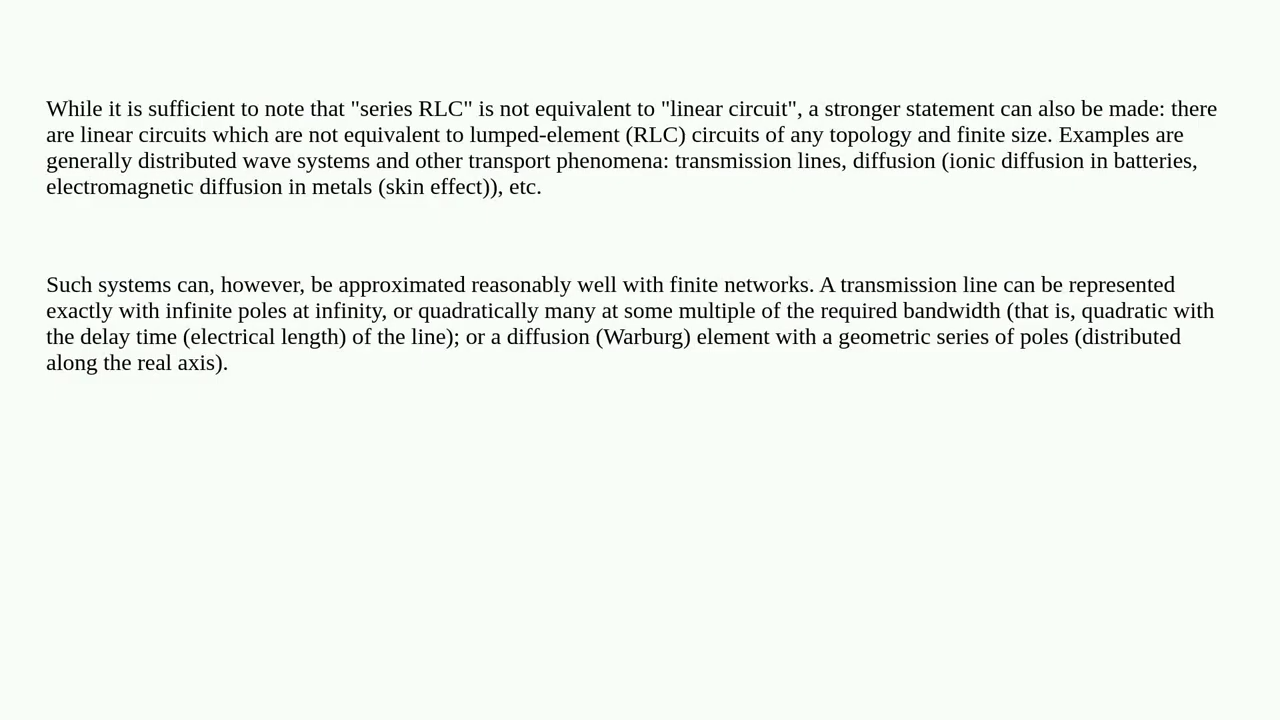 While it is sufficient to note that "series RLC" is not equivalent to "linear circuit", a stronger statement can also be made: there
are linear circuits which are not equivalent to lumped-element (RLC) circuits of any topology and finite size. Examples are
generally distributed wave systems and other transport phenomena: transmission lines, diffusion (ionic diffusion in batteries,
electromagnetic diffusion in metals (skin effect)), etc.
Such systems can, however, be approximated reasonably well with finite networks. A transmission line can be represented
exactly with infinite poles at infinity, or quadratically many at some multiple of the required bandwidth (that is, quadratic with
the delay time (electrical length) of the line); or a diffusion (Warburg) element with a geometric series of poles (distributed
along the real axis).